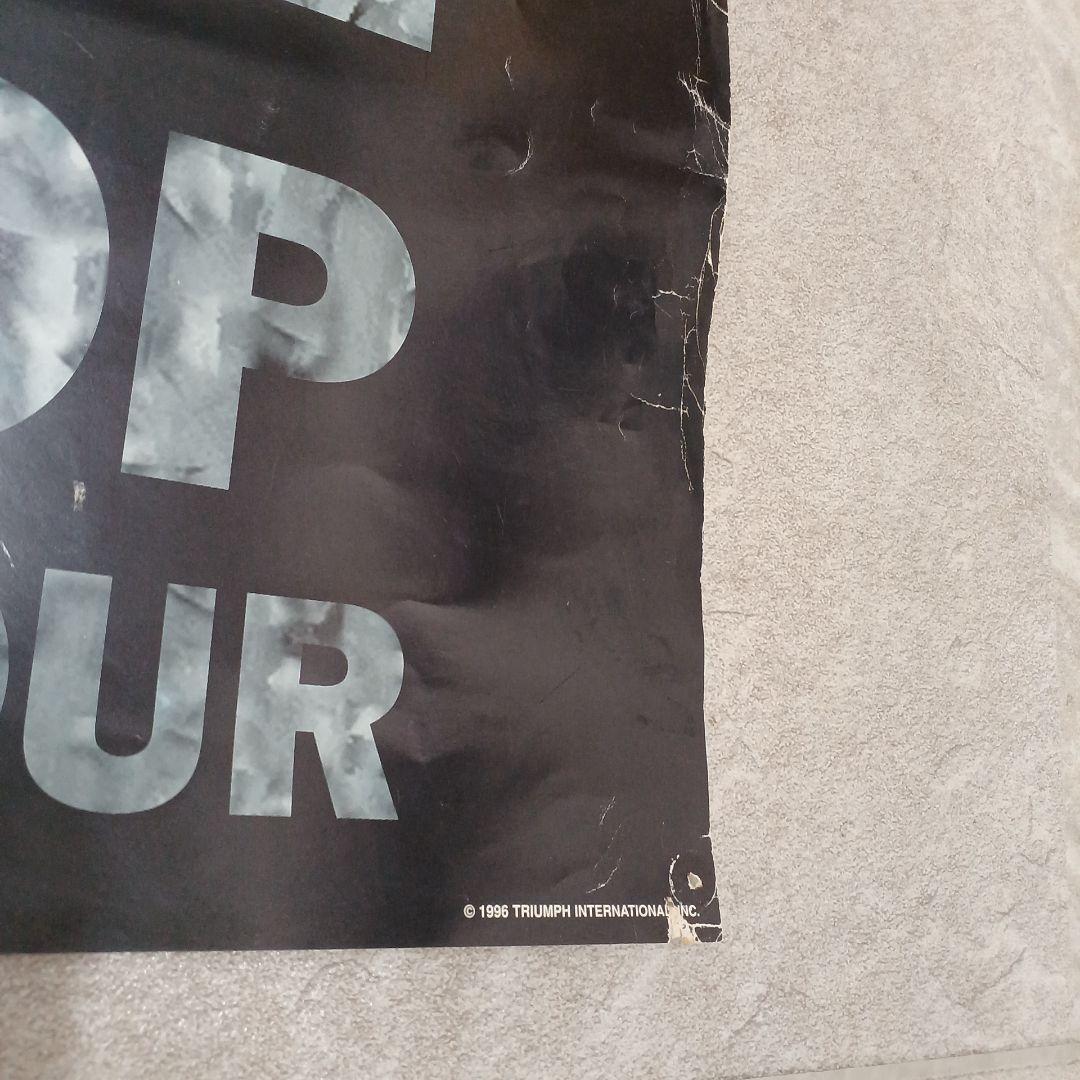 OP
OUR
© 1996 TRIUMPH INTERNATIONAL, INC.